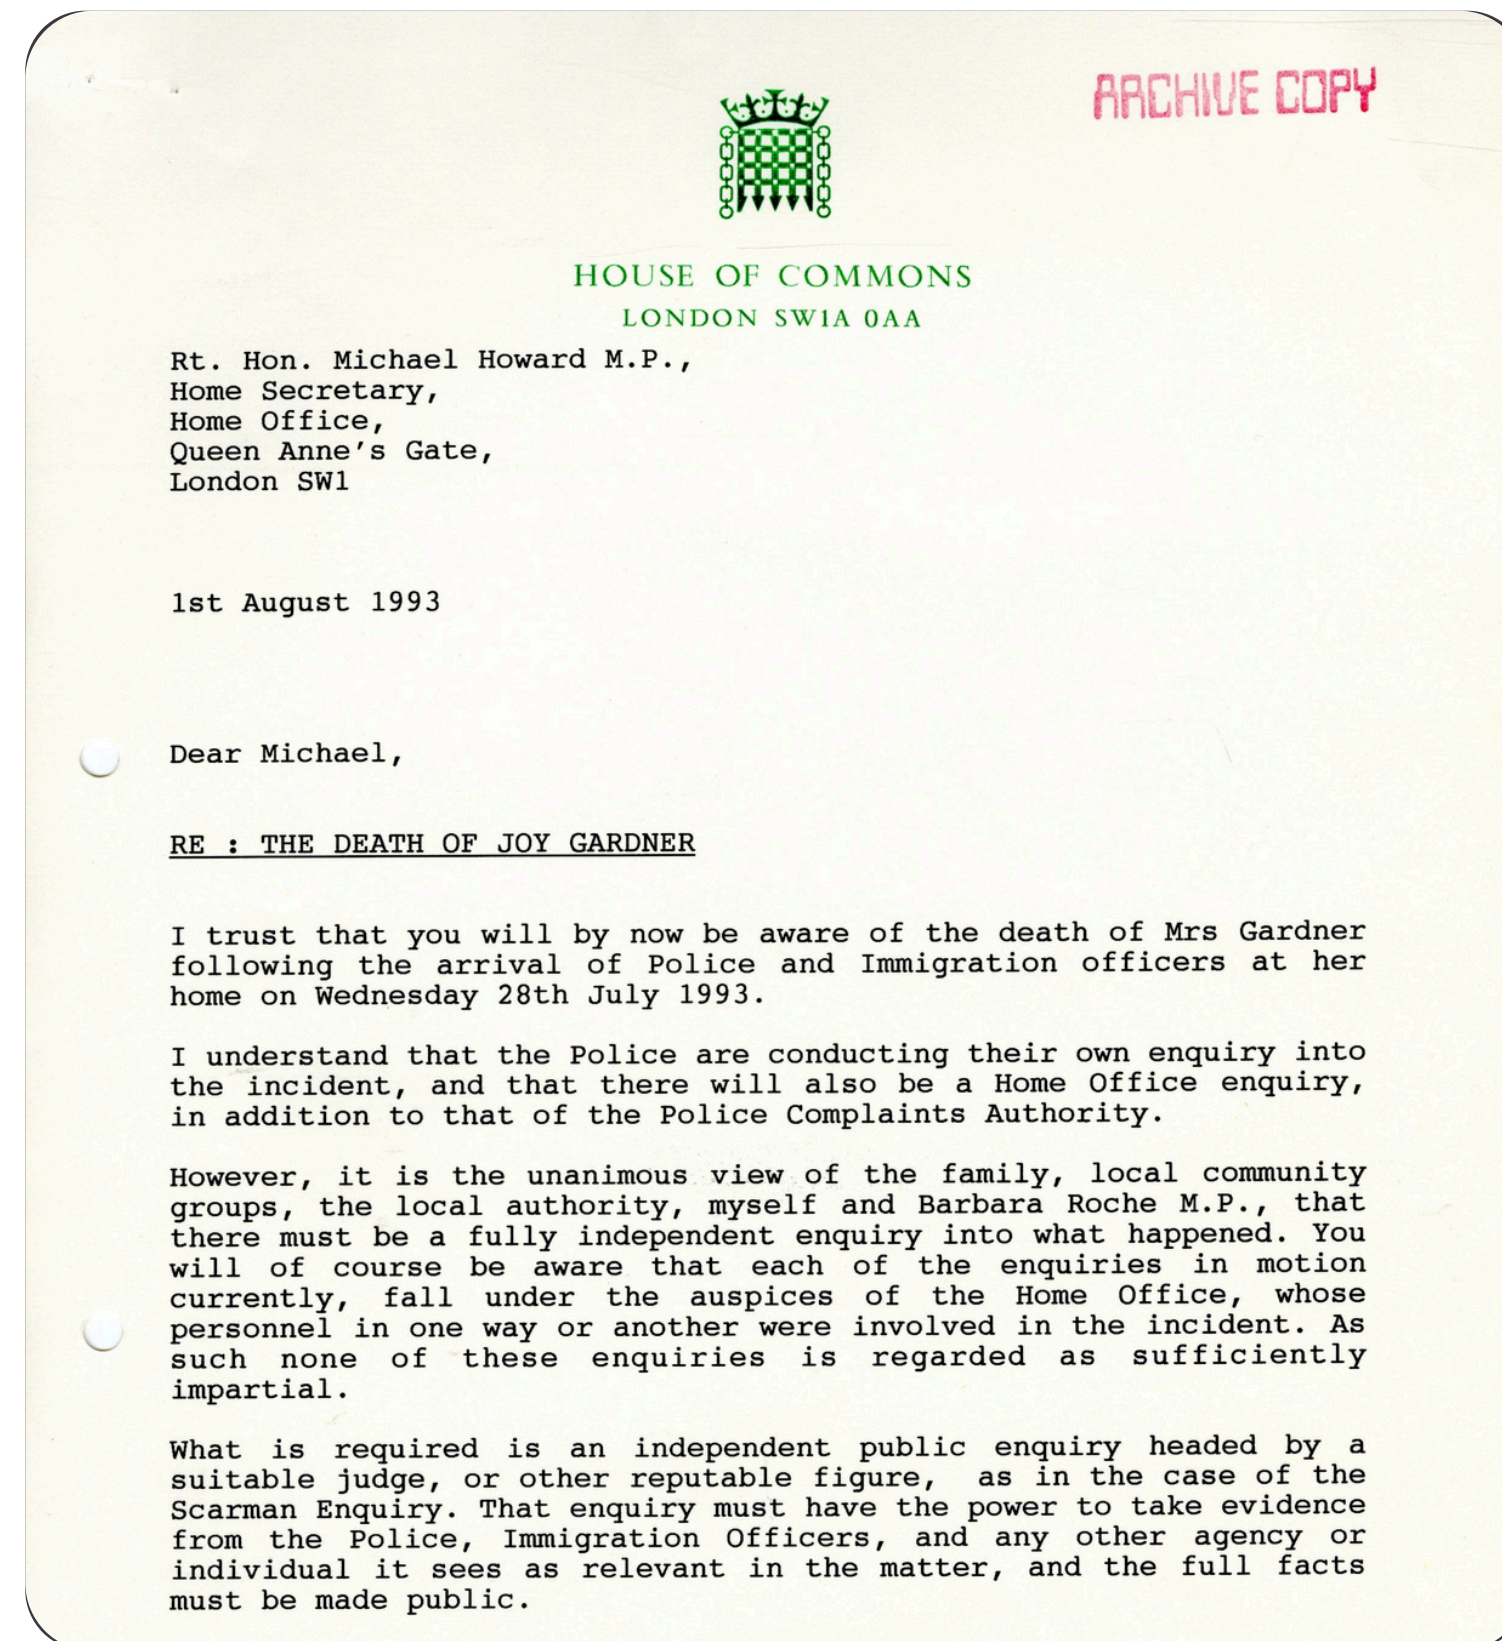 ARCHIVE COPY
HOUSE OF COMMONS
LONDON SW1A 0AA
Rt. Hon. Michael Howard M.P.,
Home Secretary,
Home Office,
Queen Anne's Gate,
London SW1
1st August 1993
Dear Michael,
RE : THE DEATH OF JOY GARDNER
I trust that you will by now be aware of the death of Mrs Gardner
following the arrival of Police and Immigration officers at her
home on Wednesday 28th July 1993.
I understand that the Police are conducting their own enquiry into
the incident, and that there will also be a Home Office enquiry,
in addition to that of the Police Complaints Authority.
However, it is the unanimous view of the family, local community
groups, the local authority, myself and Barbara Roche M.P., that
there must be a fully independent enquiry into what happened. You
will of course be aware that each of the enquiries in motion
currently, fall under the auspices of the Home Office, whose
personnel in one way or another were involved in the incident. As
such none of these enquiries is regarded as sufficiently
impartial.
What is required is an independent public enquiry headed by a
suitable judge, or other reputable figure, as in the case of the
Scarman Enquiry. That enquiry must have the power to take evidence
from the Police, Immigration Officers, and any other agency or
individual it sees as relevant in the matter, and the full facts
must be made public.